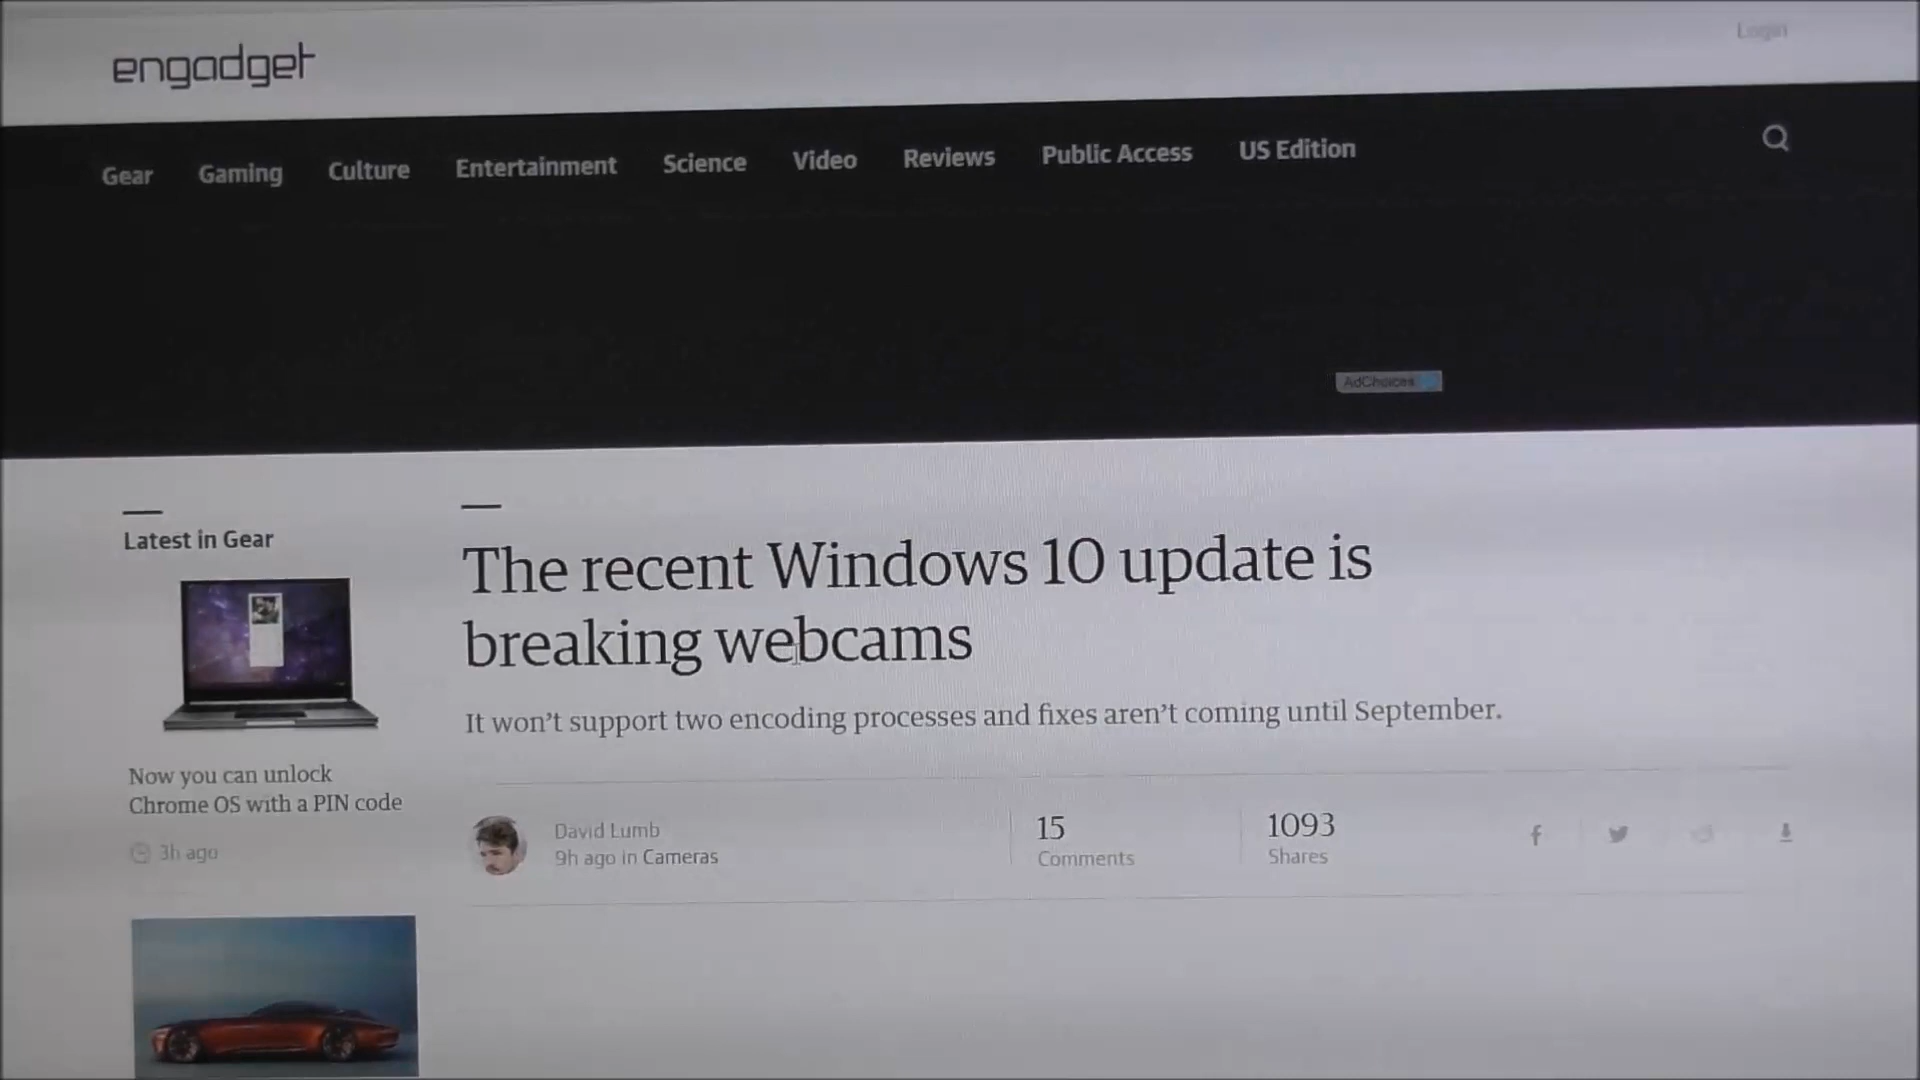 engadget
Login
Gear Gaming Culture Entertainment Science Video Reviews Public Access US Edition
AdChoices
Latest in Gear
The recent Windows 10 update is
breaking webcams
It won't support two encoding processes and fixes aren't coming until September.
Now you can unlock
Chrome OS with a PIN code
3h ago
David Lumb
9h ago in Cameras
15
Comments
1093
Shares